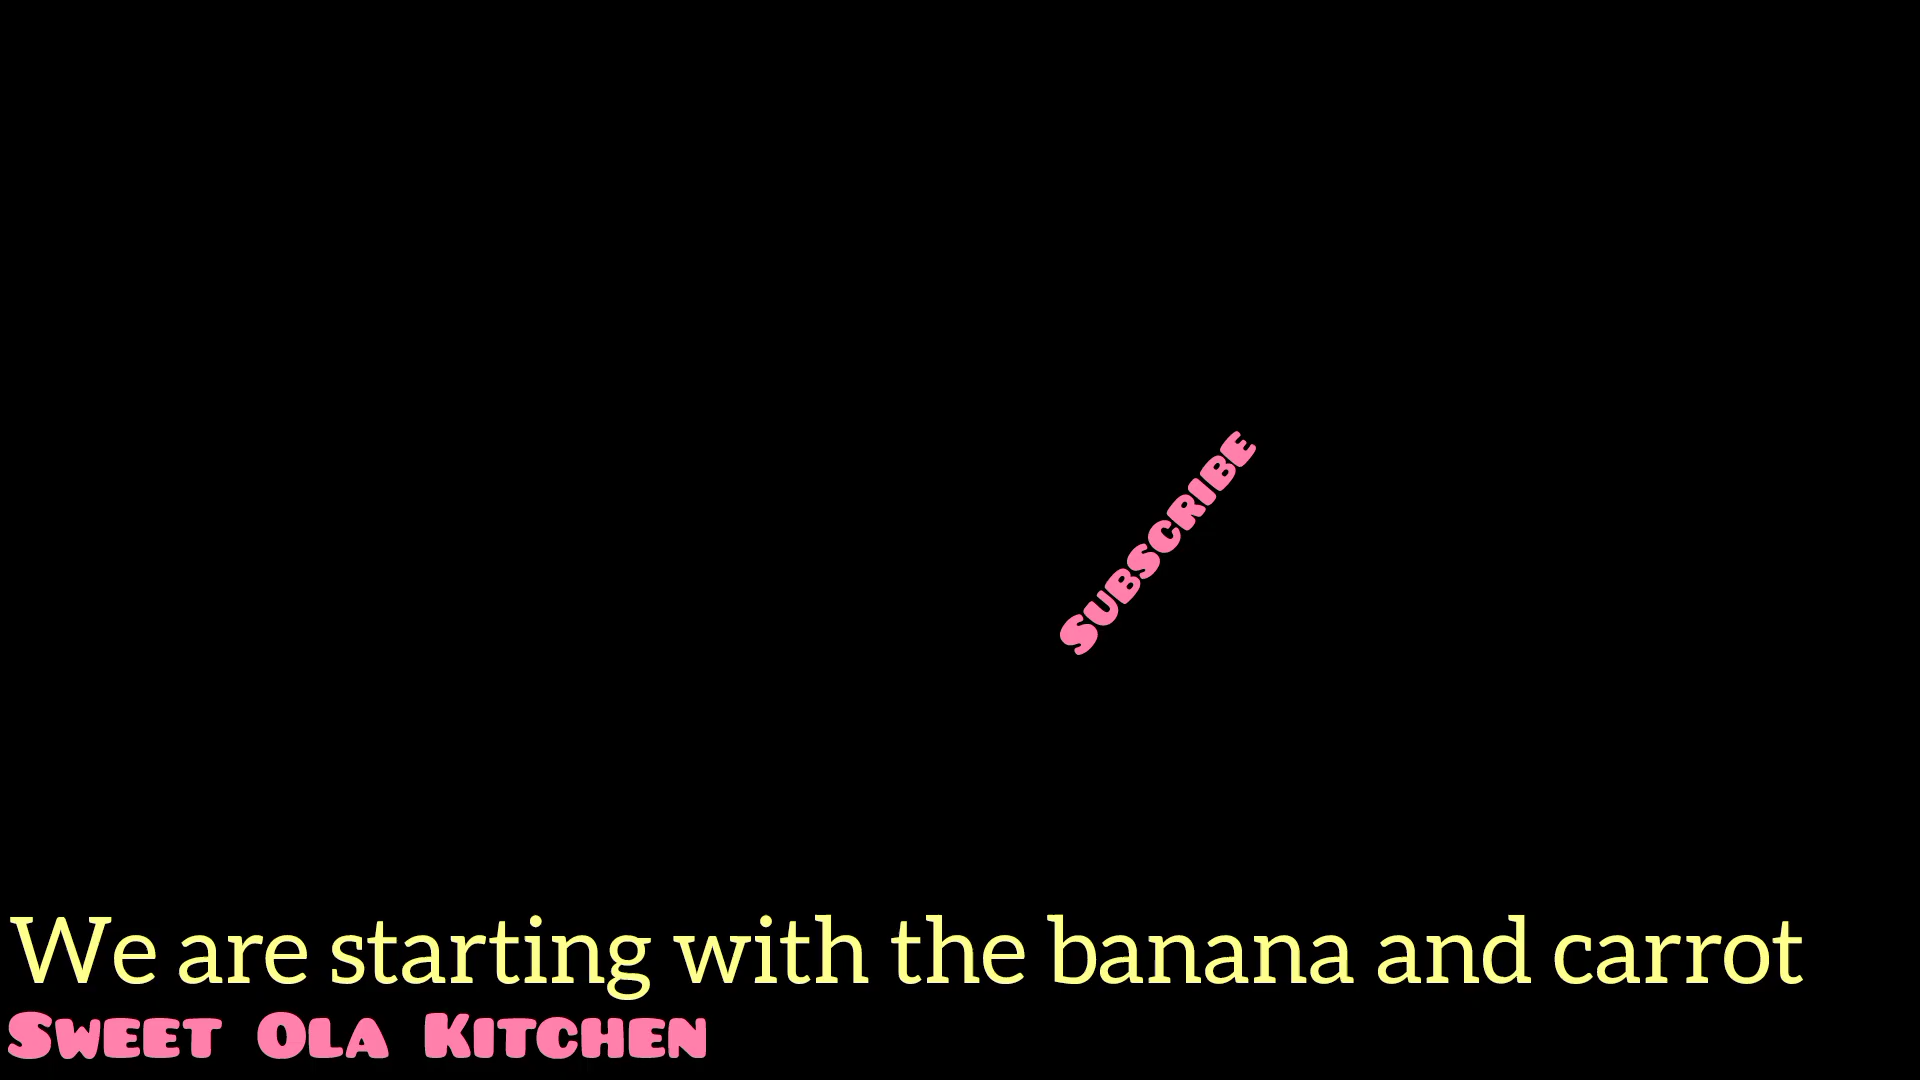 Subscribe
We are starting with the banana and carrot
Sweet Ola Kitchen